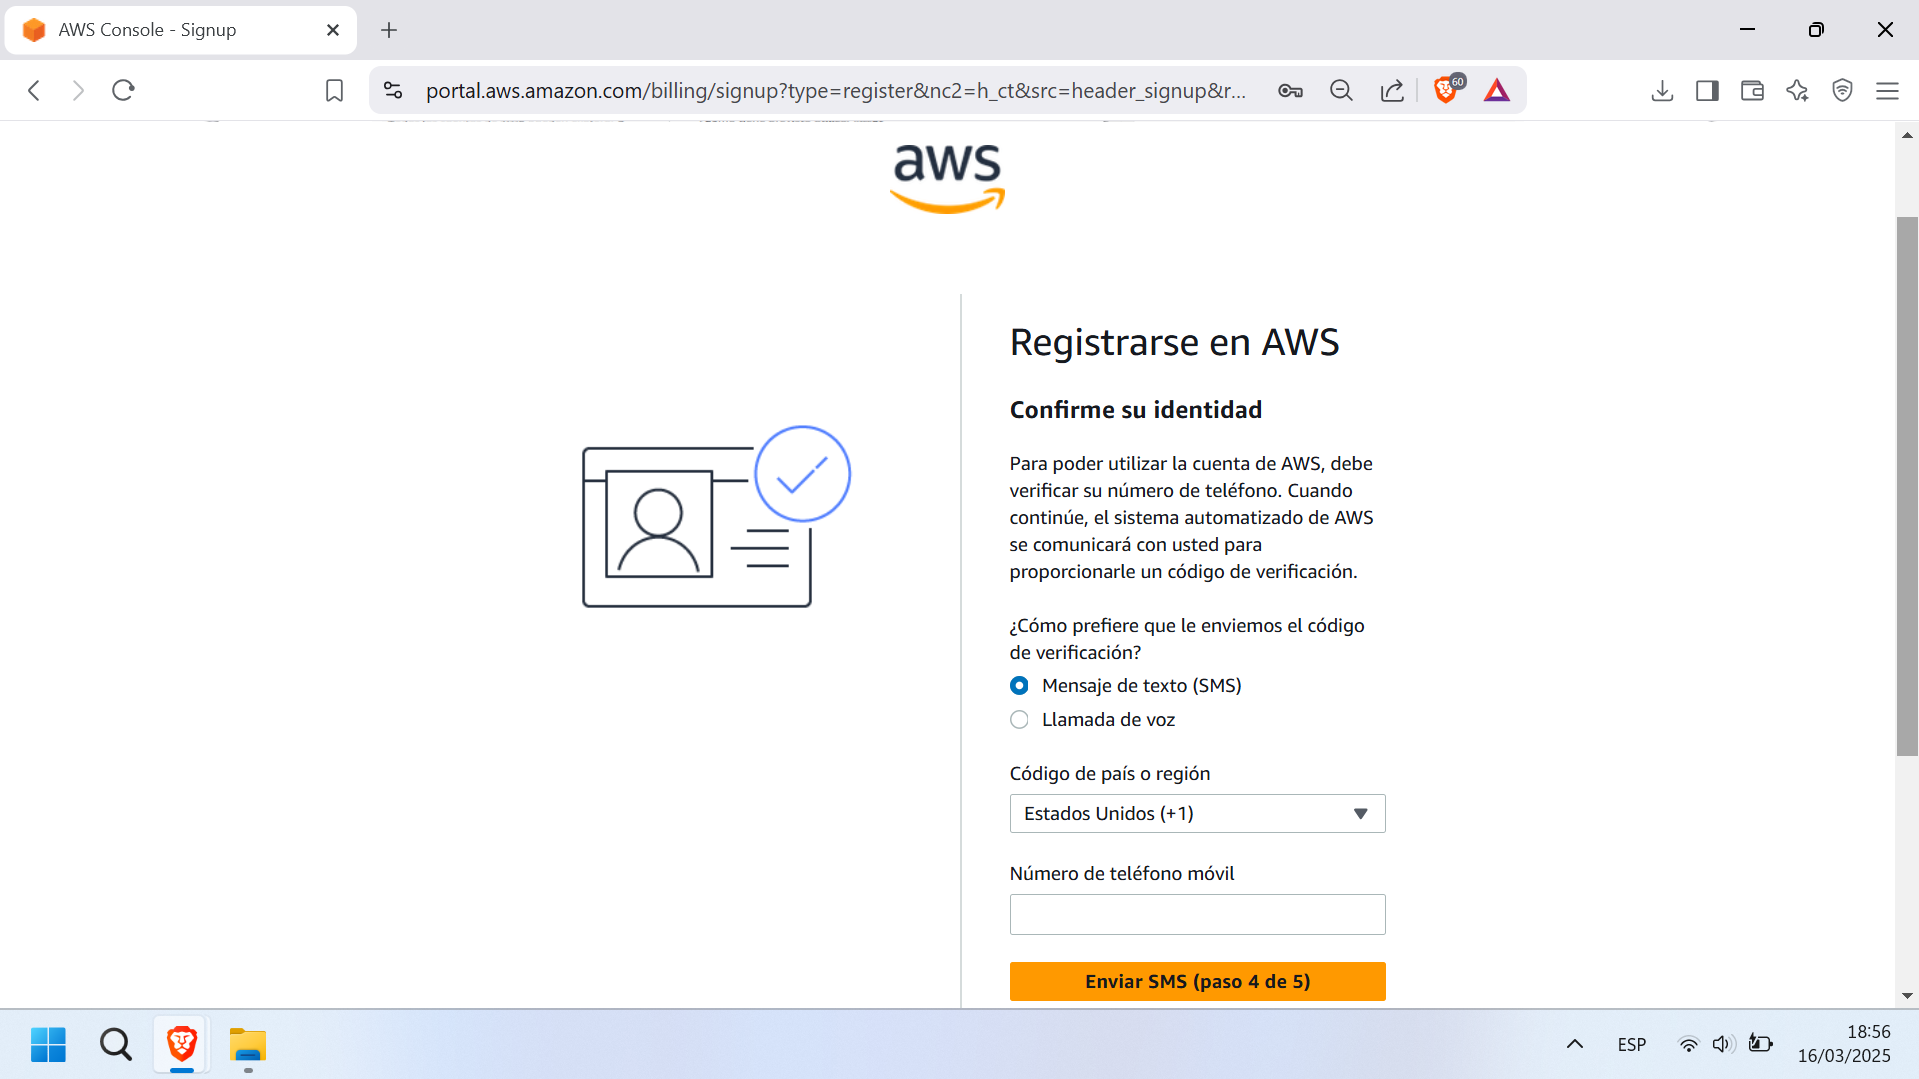 AWS Console - Signup
portal.aws.amazon.com/billing/signup?type=register&nc2=h_ct&src=header_signup&r...
60
aws
Registrarse en AWS
Confirme su identidad
Para poder utilizar la cuenta de AWS, debe
verificar su número de teléfono. Cuando
continúe, el sistema automatizado de AWS
se comunicará con usted para
proporcionarle un código de verificación.
¿Cómo prefiere que le enviemos el código
de verificación?
Mensaje de texto (SMS)
Llamada de voz
Código de país o región
Estados Unidos (+1)
Número de teléfono móvil
Enviar SMS (paso 4 de 5)
ESP
18:56
16/03/2025